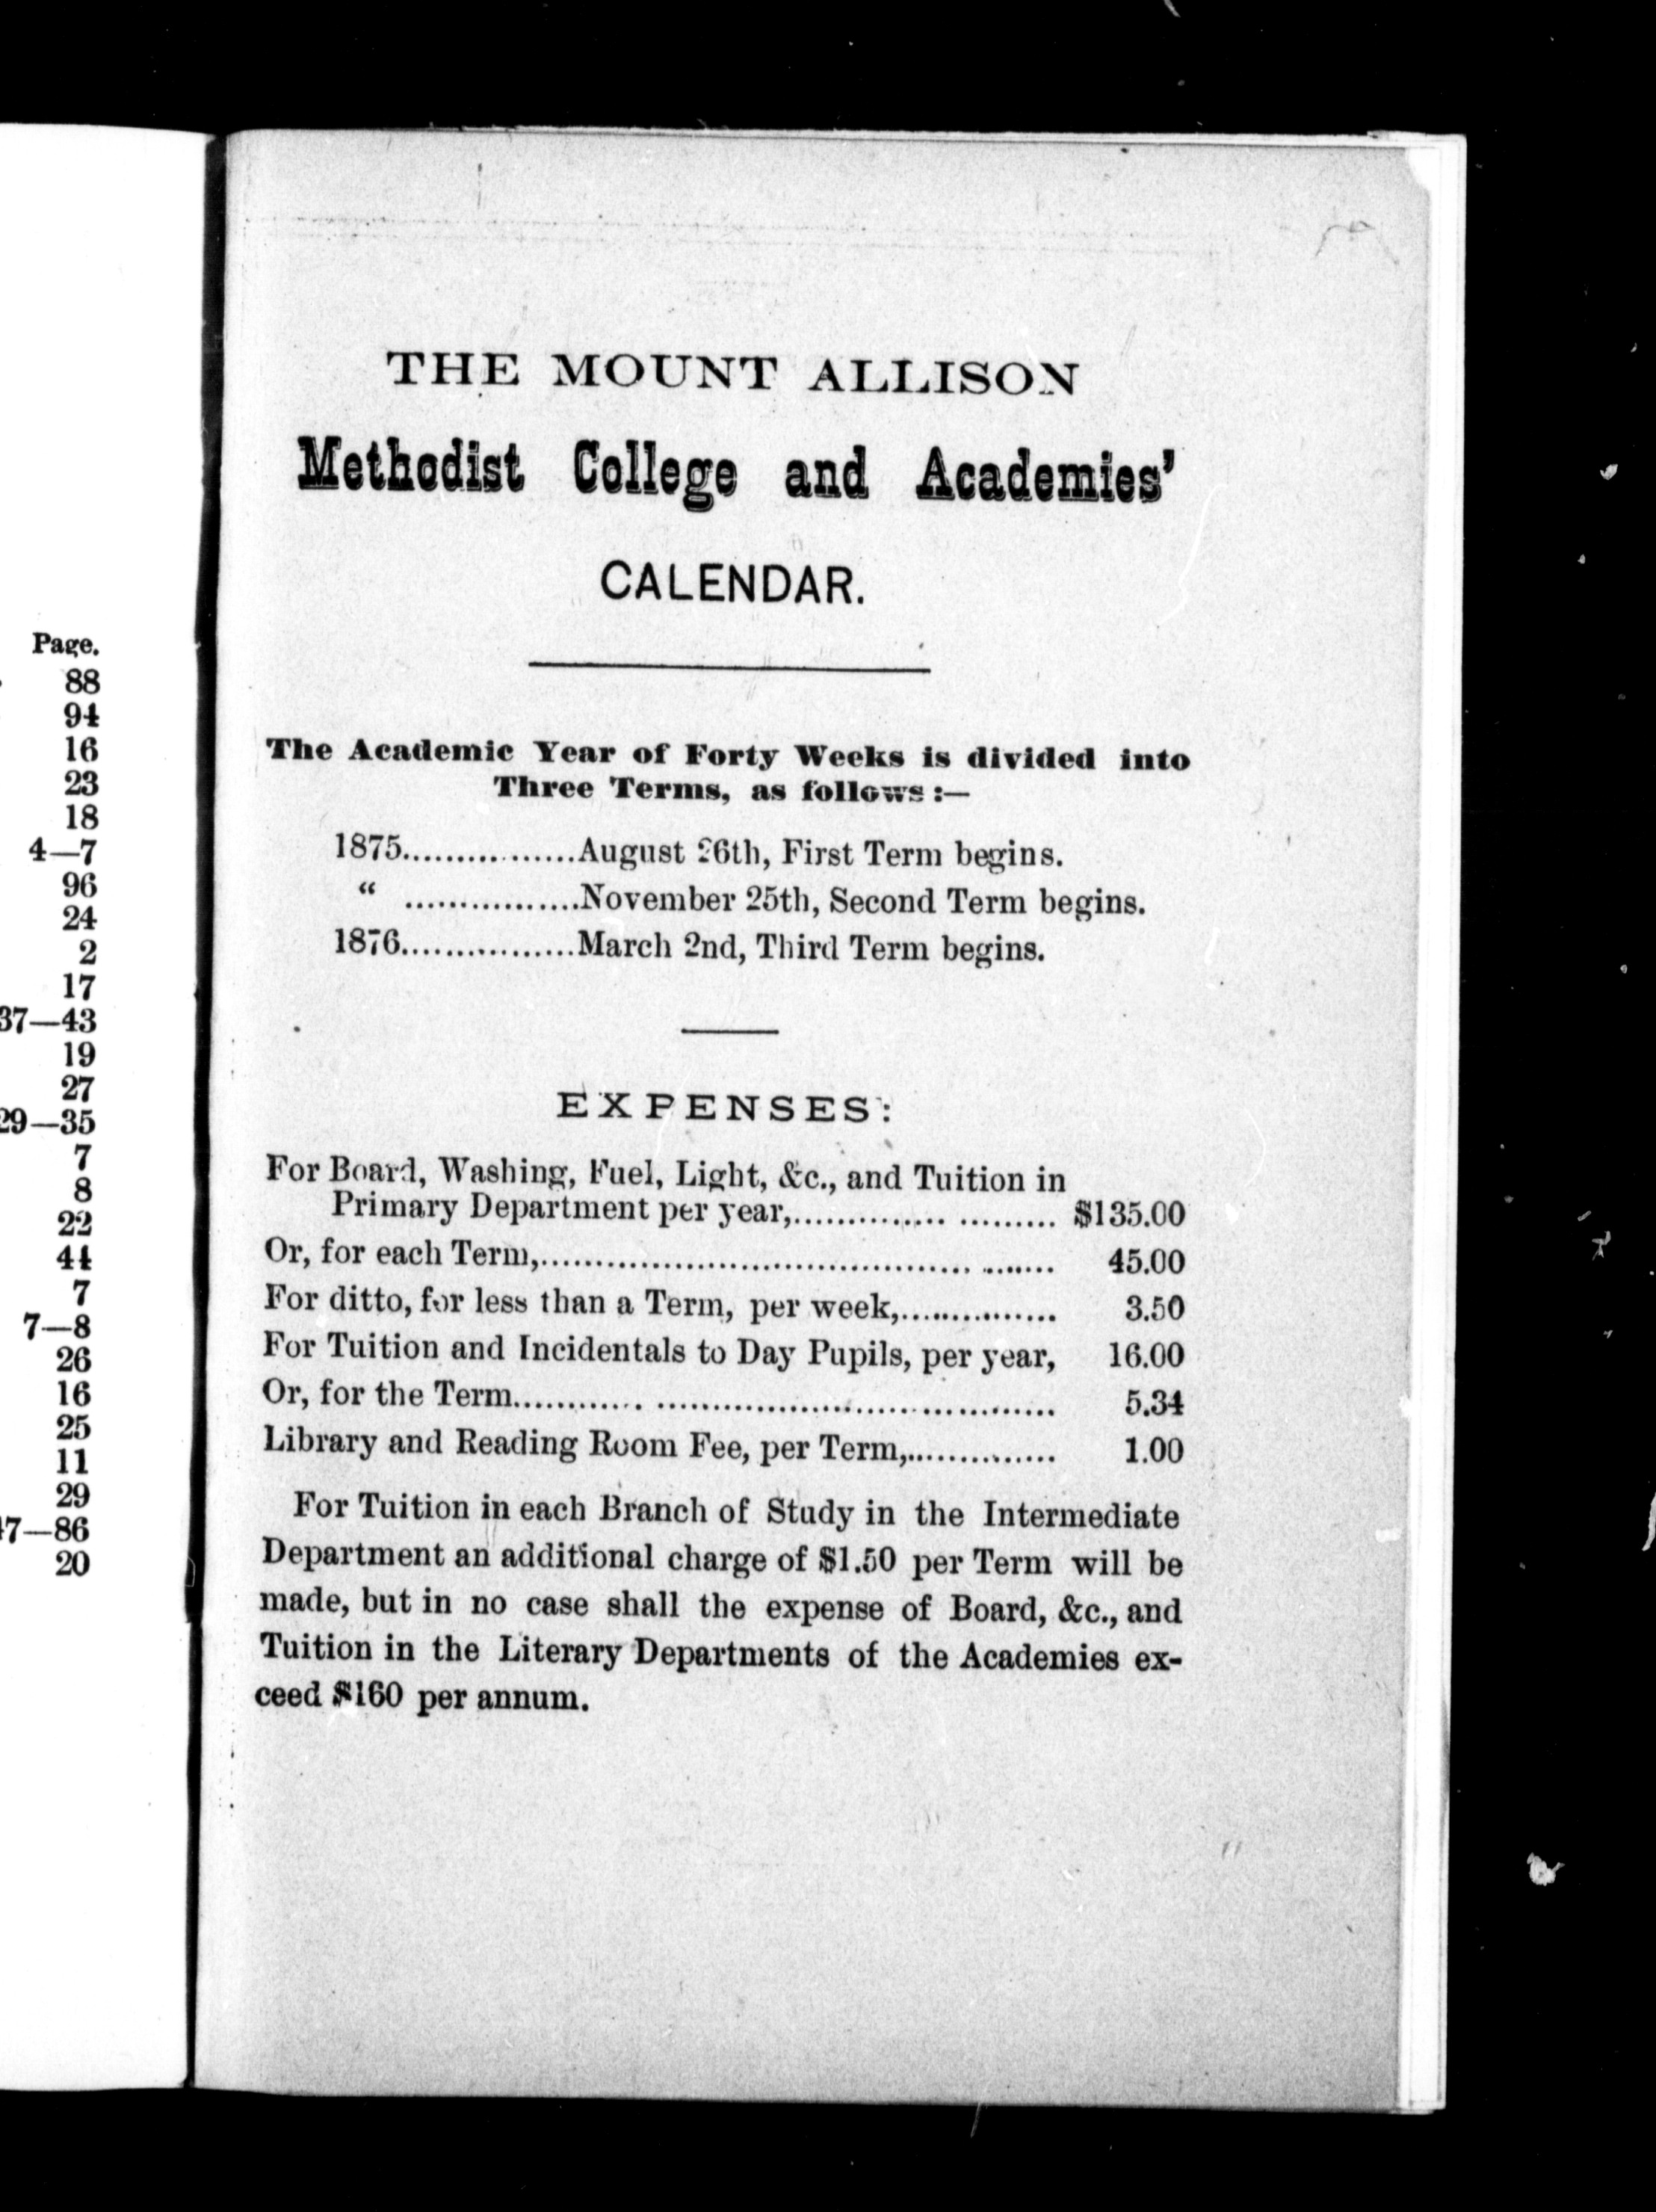 Page.
88
94
16
23
18
4—7
96
24
2
17
37—43
19
27
29—35
7
8
22
44
7
7—8
26
16
25
11
29
47—86
20
THE MOUNT ALLISON
Methodist College and Academies'
CALENDAR.
The Academic Year of Forty Weeks is divided into
Three Terms, as follows:—
1875................August 26th, First Term begins.
“ ................November 25th, Second Term begins.
1876................March 2nd, Third Term begins.
EXPENSES:
For Board, Washing, Fuel, Light, &c., and Tuition in
Primary Department per year,.............. ......... $135.00
Or, for each Term,....................................... ....... 45.00
For ditto, for less than a Term, per week,............... 3.50
For Tuition and Incidentals to Day Pupils, per year, 16.00
Or, for the Term............ ..................................... 5.34
Library and Reading Room Fee, per Term,.............. 1.00
For Tuition in each Branch of Study in the Intermediate
Department an additional charge of $1.50 per Term will be
made, but in no case shall the expense of Board, &c., and
Tuition in the Literary Departments of the Academies ex-
ceed $160 per annum.